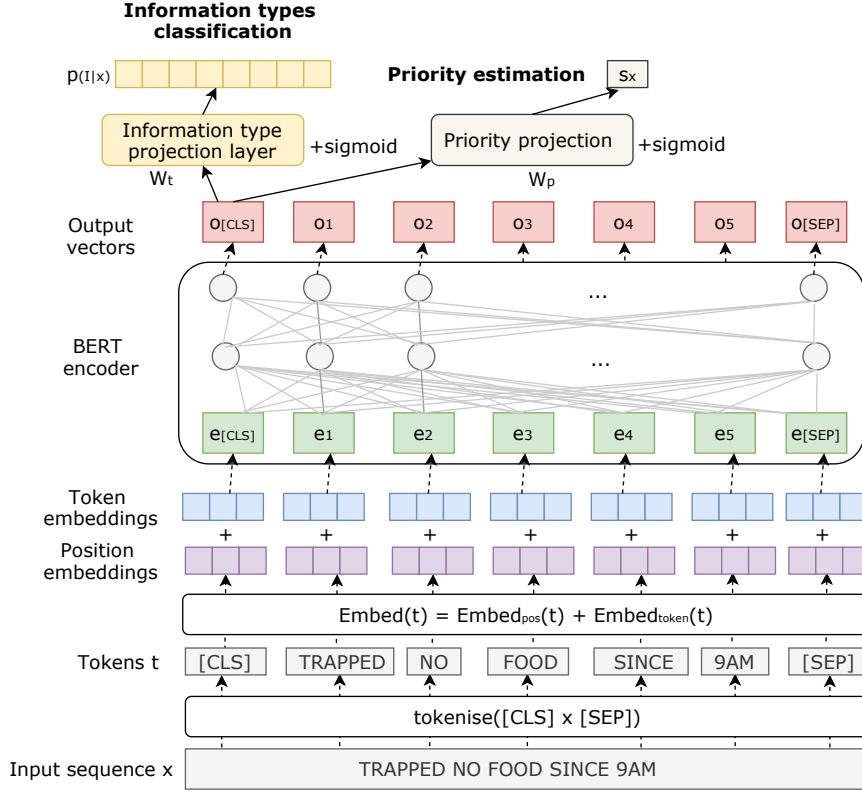 Information types
classification
p(I|x)
Priority estimation
sx
Information type
projection layer
+sigmoid
Priority projection
+sigmoid
Wt
Wp
Output
vectors
o[CLS] o1 o2 o3 o4 o5 o[SEP]
...
BERT
encoder
...
e[CLS] e1 e2 e3 e4 e5 e[SEP]
Token
embeddings
+ + + + + + +
Position
embeddings
Embed(t) = Embedpos(t) + Embedtoken(t)
Tokens t [CLS] TRAPPED NO FOOD SINCE 9AM [SEP]
tokenise([CLS] x [SEP])
Input sequence x TRAPPED NO FOOD SINCE 9AM